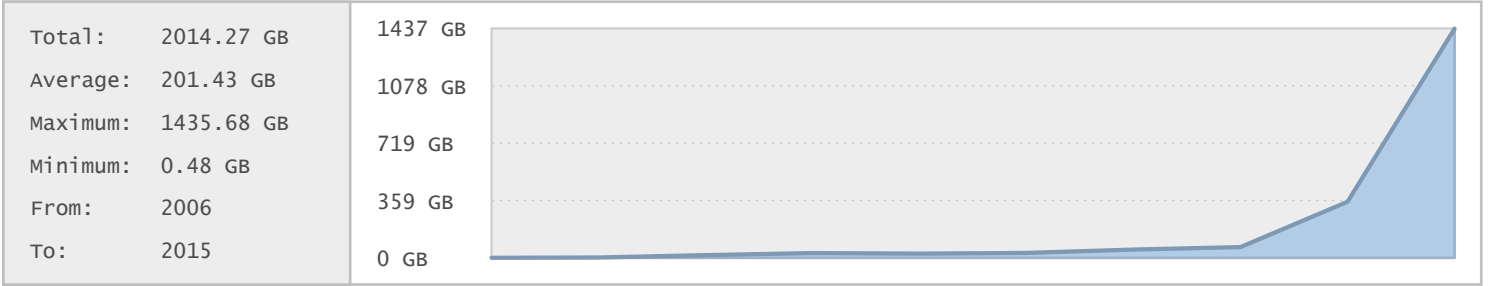 Total: 2014.27 GB
Average: 201.43 GB
Maximum: 1435.68 GB
Minimum: 0.48 GB
From: 2006
To: 2015
1437 GB
1078 GB
719 GB
359 GB
0 GB